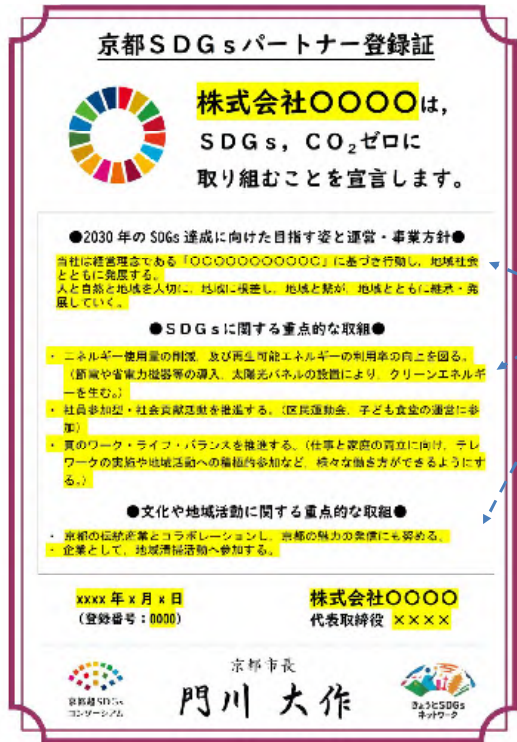 京都SDGsパートナー登録証
株式会社〇〇〇〇は,
SDGs, CO₂ゼロに
取り組むことを宣言します。
●2030年のSDGs達成に向けた目指す姿と運営・事業方針●
当社は経営理念である「〇〇〇〇〇〇〇〇〇〇〇」に基づき行動し、地域社会
とともに発展する。
人と自然と地域を大切に、地域に根差し、地域と繋が、地域とともに継承・発
展していく。
●SDGsに関する重点的な取組●
・ エネルギー使用量の削減、及び再生可能エネルギーの利用率の向上を図る。
(節電や省電力機器等の導入、太陽光パネルの設置により、クリーンエネルギ
ーを生む。)
・ 社員参加型・社会貢献活動を推進する。(区民運動会、子ども食堂の運営に参
加)
・ 真のワーク・ライフ・バランスを推進する。(仕事と家庭の両立に向け、テレ
ワークの実施や地域活動への積極的参加など、様々な働き方ができるようにす
る。)
●文化や地域活動に関する重点的な取組●
・ 京都の伝統産業とコラボレーションし、京都の魅力の発信にも努める。
・ 企業として、地域清掃活動へ参加する。
xxxx年x月x日
(登録番号:0000)
株式会社〇〇〇〇
代表取締役 ××××
京都市長
門川 大作
京都超SDGs
コンソーシアム
きょうとSDGs
ネットワーク